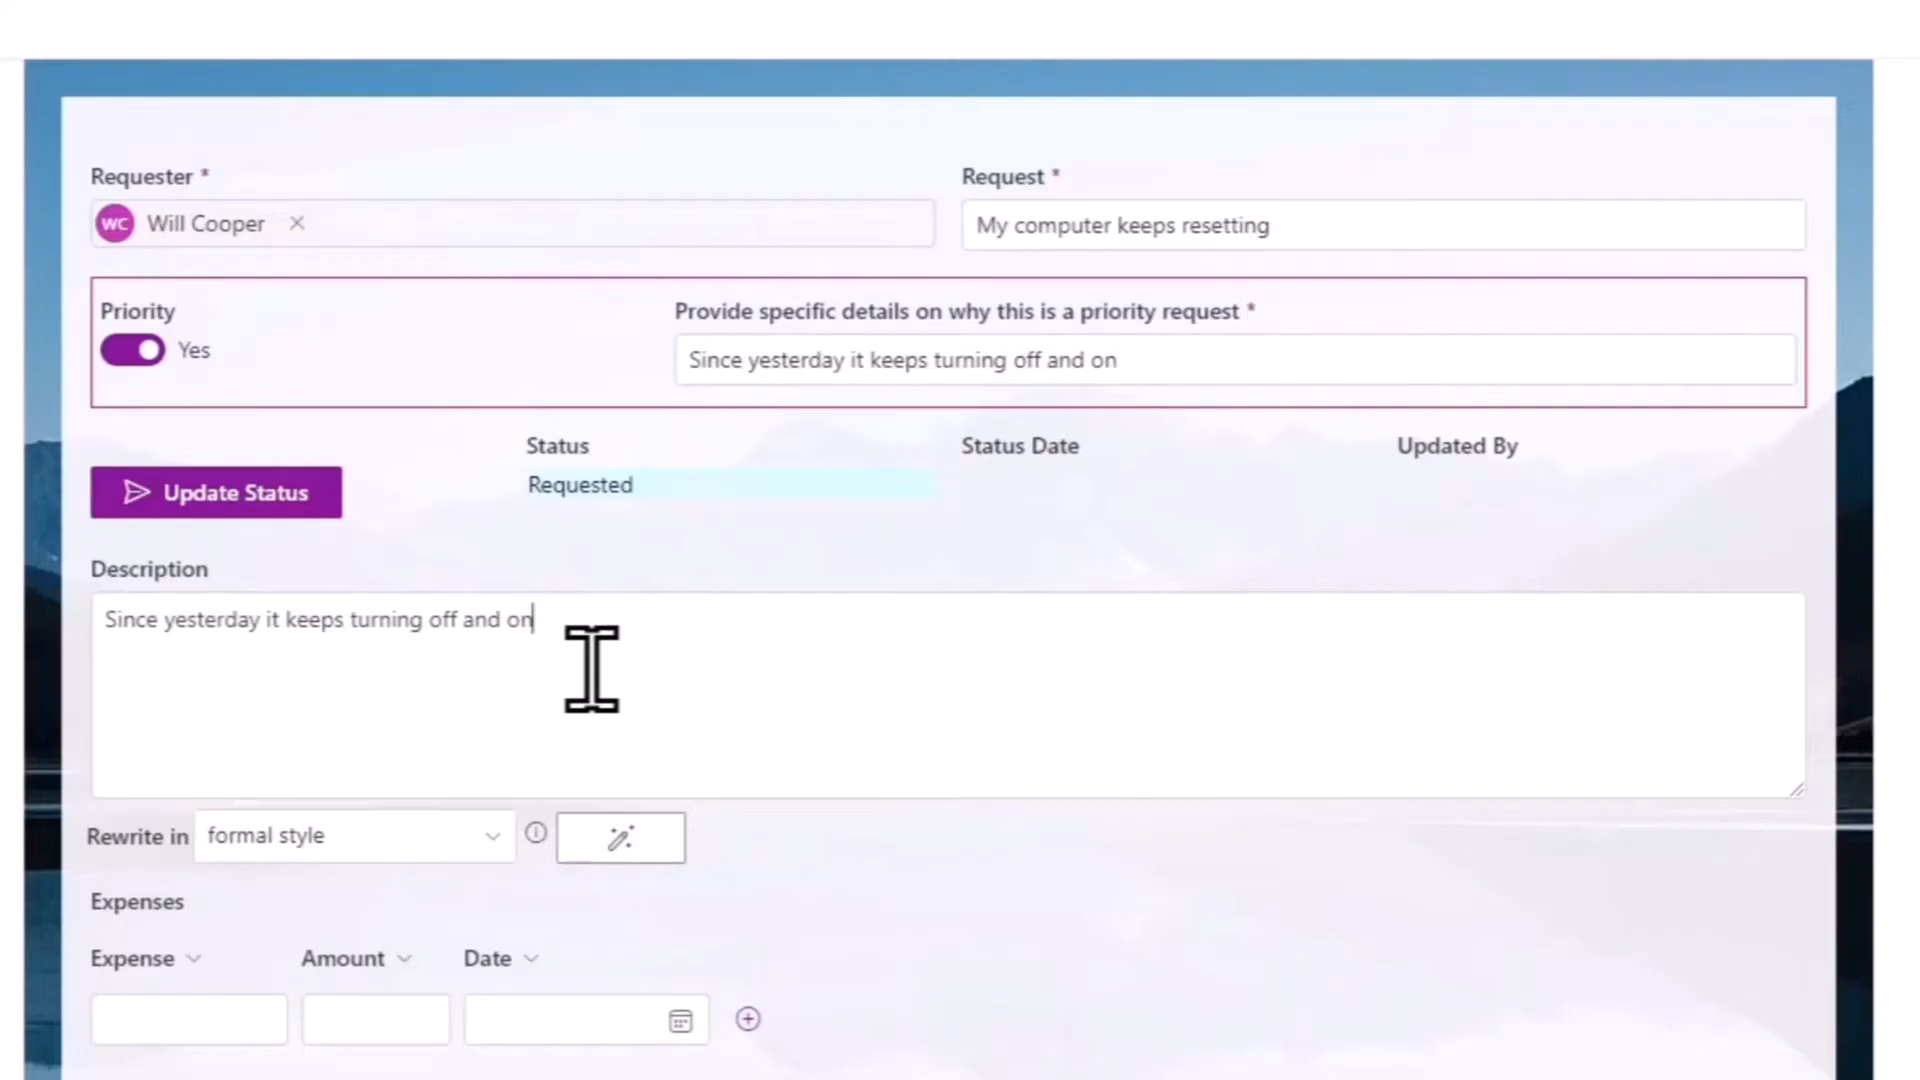 Requester *
Request *
WC Will Cooper
My computer keeps resetting
Priority
Provide specific details on why this is a priority request *
Yes
Since yesterday it keeps turning off and on
Status
Status Date
Updated By
Update Status
Requested
Description
Since yesterday it keeps turning off and on
Rewrite in formal style
Expenses
Expense
Amount
Date